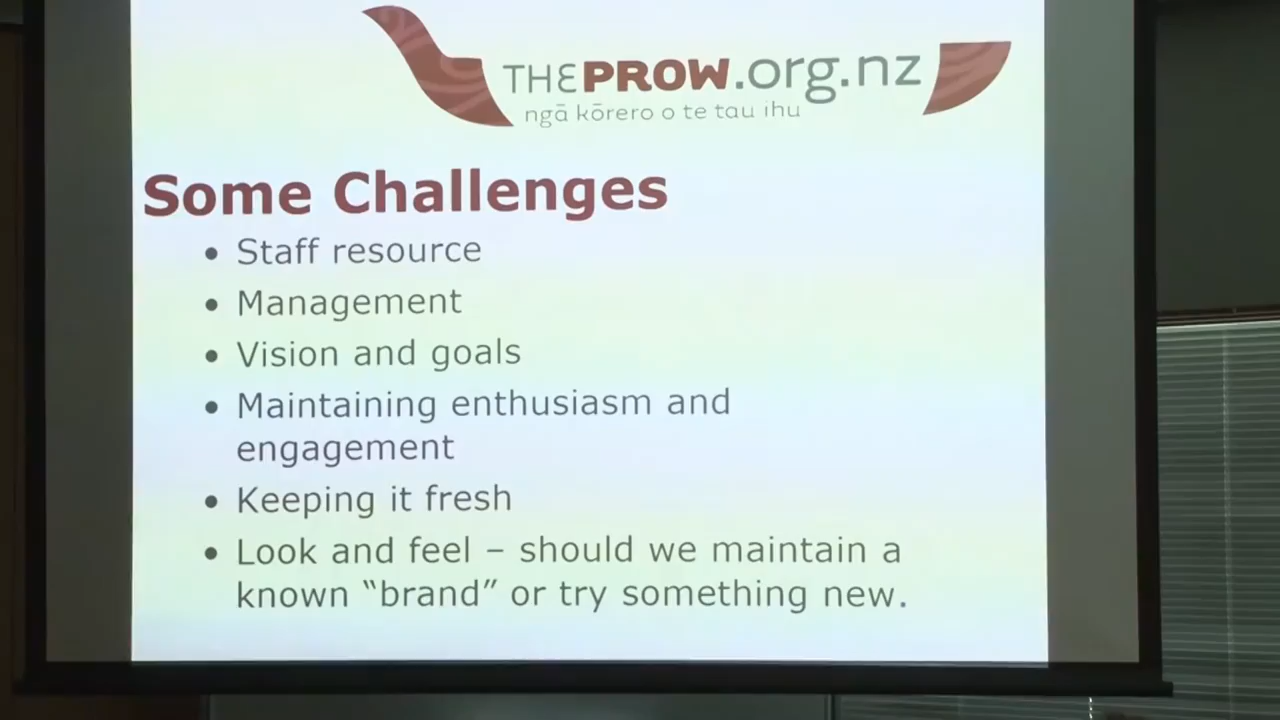 THEPROW.org.nz
ngā kōrero o te tau ihu
Some Challenges
• Staff resource
• Management
• Vision and goals
• Maintaining enthusiasm and
engagement
• Keeping it fresh
• Look and feel – should we maintain a
known “brand” or try something new.